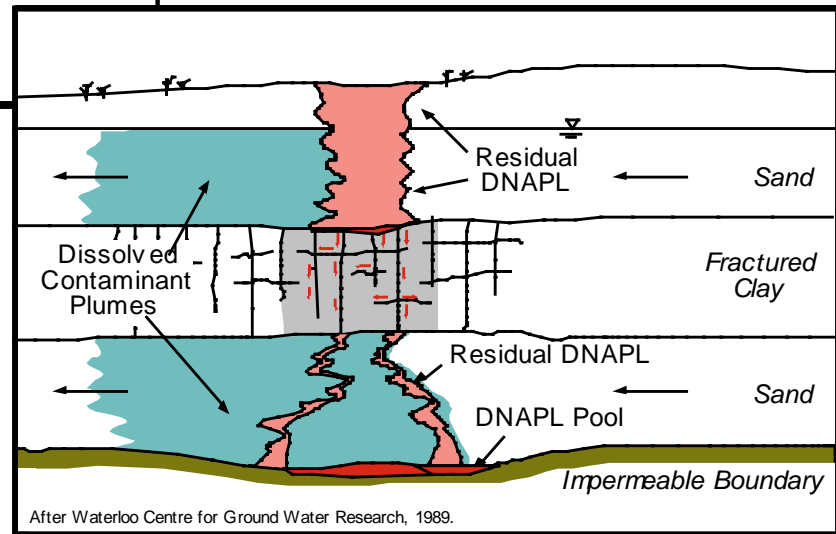 Residual
DNAPL
Sand
Dissolved
Contaminant
Plumes
Fractured
Clay
Residual DNAPL
Sand
DNAPL Pool
Impermeable Boundary
After Waterloo Centre for Ground Water Research, 1989.